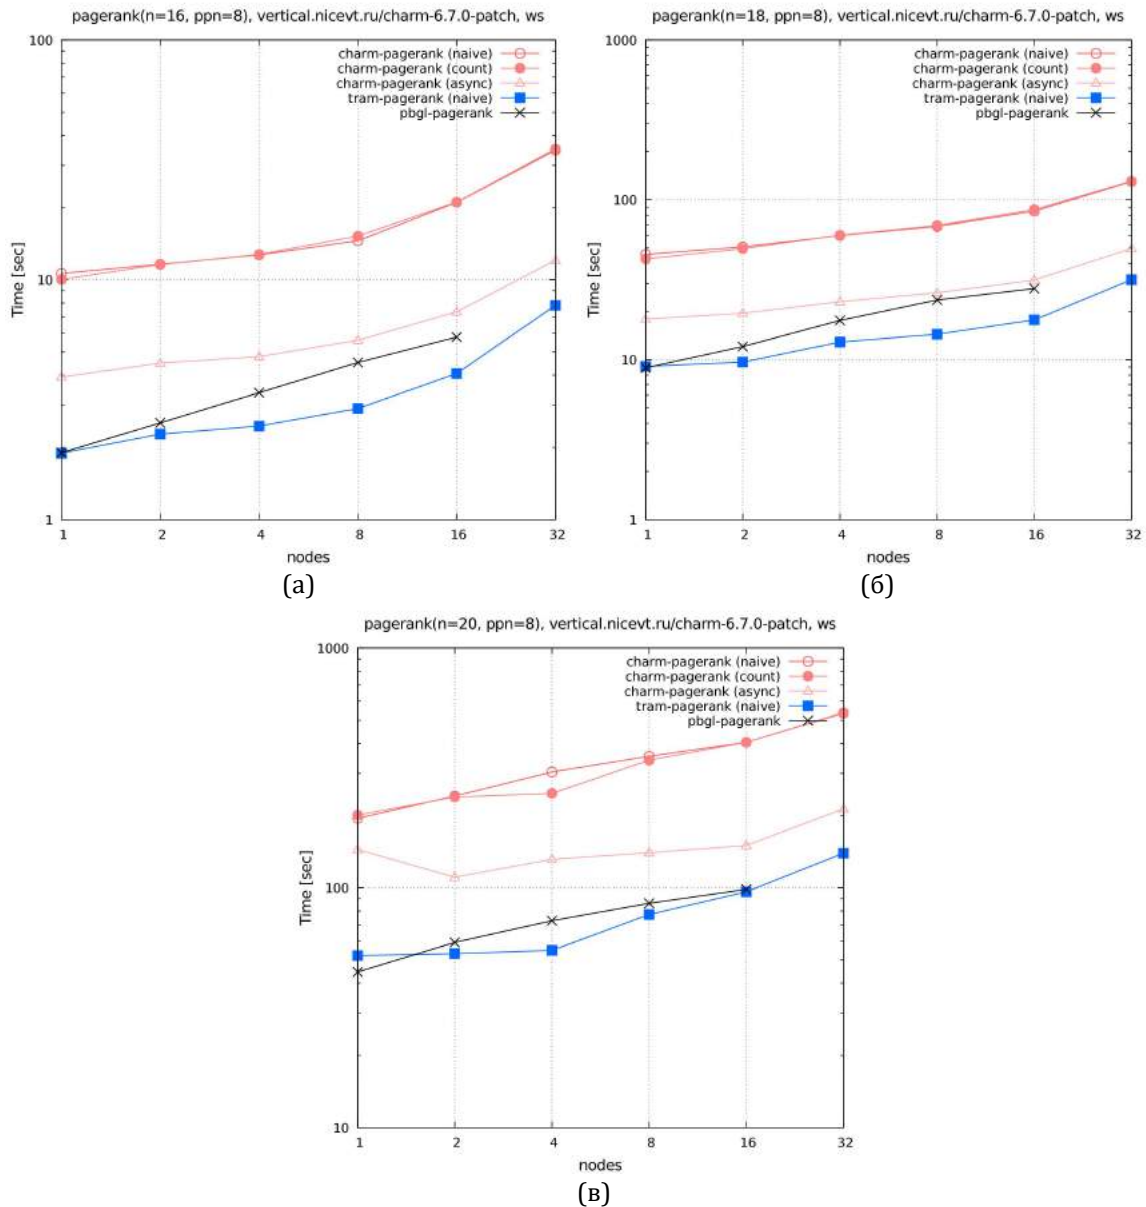 pagerank(n=16, ppn=8), vertical.nicevt.ru/charm-6.7.0-patch, ws
100
10
1
Time [sec]
charm-pagerank (naive)
charm-pagerank (count)
charm-pagerank (async)
tram-pagerank (naive)
pbgl-pagerank
1 2 4 8 16 32
nodes
(а)
pagerank(n=18, ppn=8), vertical.nicevt.ru/charm-6.7.0-patch, ws
1000
100
10
1
Time [sec]
charm-pagerank (naive)
charm-pagerank (count)
charm-pagerank (async)
tram-pagerank (naive)
pbgl-pagerank
1 2 4 8 16 32
nodes
(б)
pagerank(n=20, ppn=8), vertical.nicevt.ru/charm-6.7.0-patch, ws
1000
100
10
Time [sec]
charm-pagerank (naive)
charm-pagerank (count)
charm-pagerank (async)
tram-pagerank (naive)
pbgl-pagerank
1 2 4 8 16 32
nodes
(в)